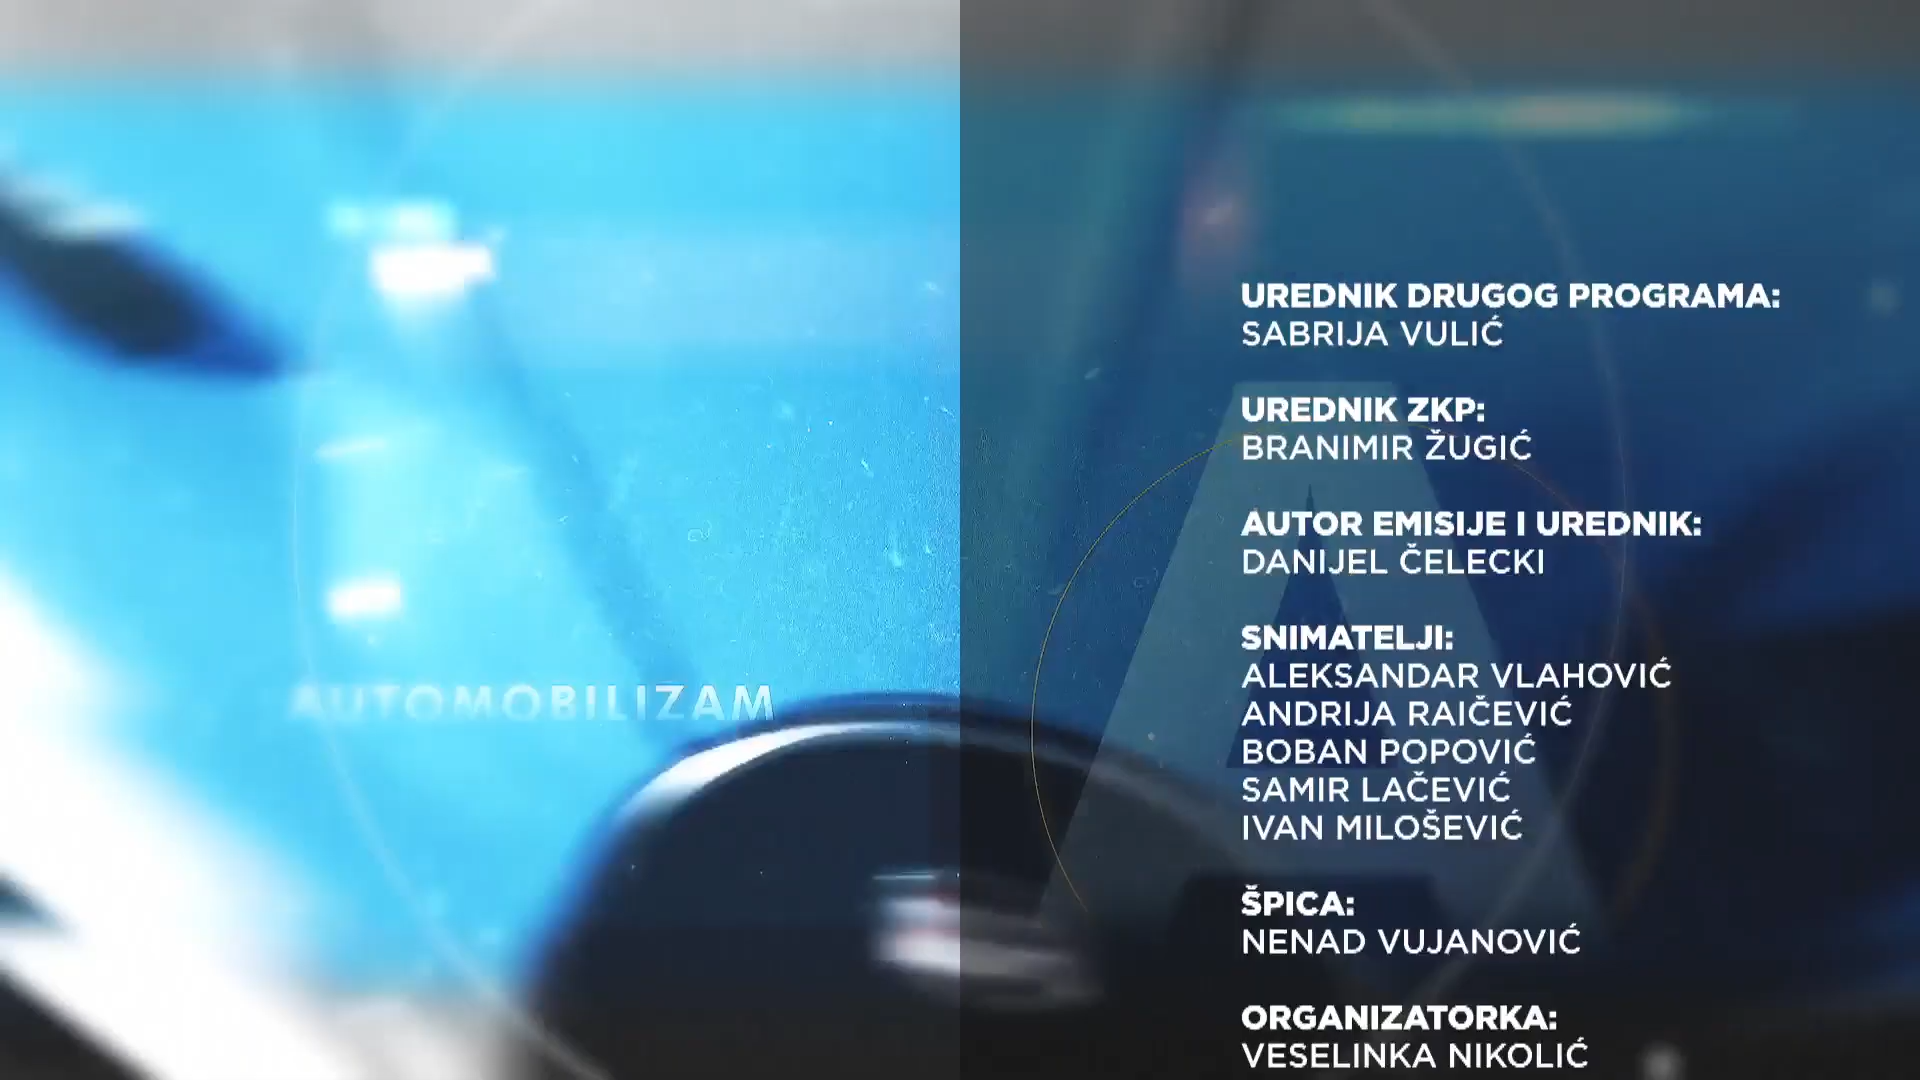 AUTOMOBILIZAM
UREDNIK DRUGOG PROGRAMA:
SABRIJA VULIĆ
UREDNIK ZKP:
BRANIMIR ŽUGIĆ
AUTOR EMISIJE I UREDNIK:
DANIJEL ČELECKI
SNIMATELJI:
ALEKSANDAR VLAHOVIĆ
ANDRIJA RAIČEVIĆ
BOBAN POPOVIĆ
SAMIR LAČEVIĆ
IVAN MILOŠEVIĆ
ŠPICA:
NENAD VUJANOVIĆ
ORGANIZATORKA:
VESELINKA NIKOLIĆ